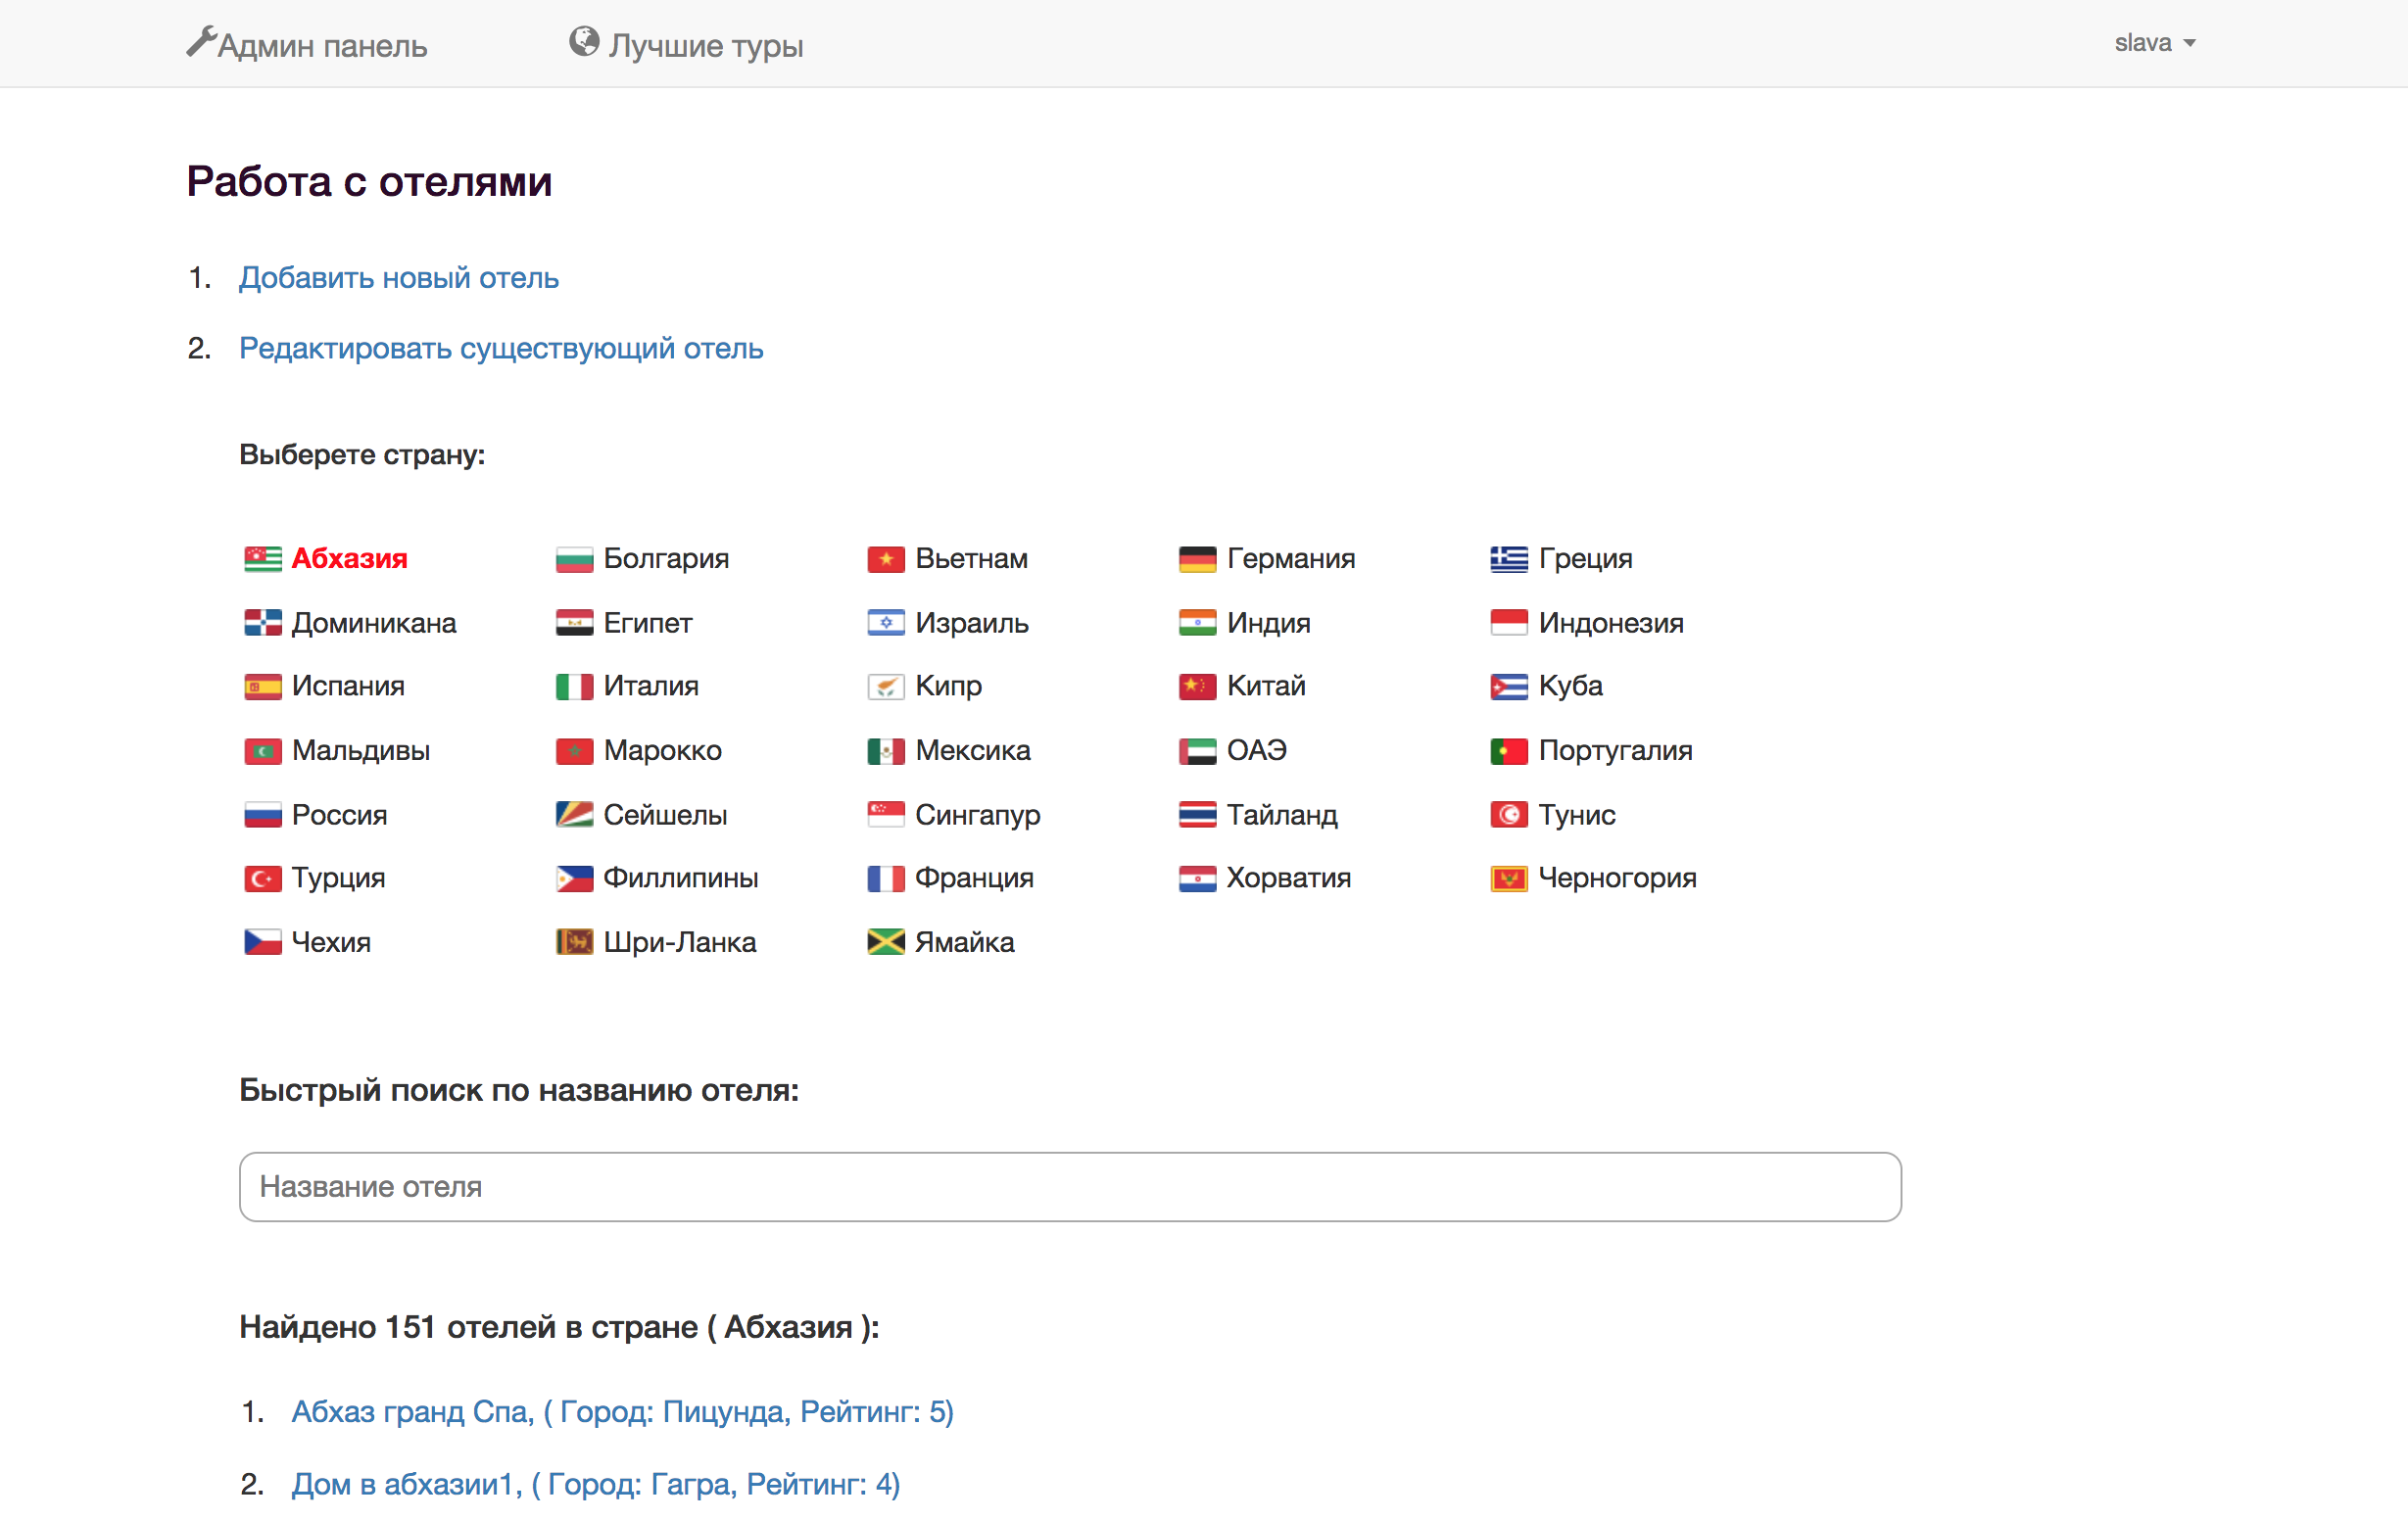 Админ панель Лучшие туры slava
Работа с отелями
1. Добавить новый отель
2. Редактировать существующий отель
Выберете страну:
Абхазия Болгария Вьетнам Германия Греция
Доминикана Египет Израиль Индия Индонезия
Испания Италия Кипр Китай Куба
Мальдивы Марокко Мексика ОАЭ Португалия
Россия Сейшелы Сингапур Тайланд Тунис
Турция Филлипины Франция Хорватия Черногория
Чехия Шри-Ланка Ямайка
Быстрый поиск по названию отеля:
Название отеля
Найдено 151 отелей в стране ( Абхазия ):
1. Абхаз гранд Спа, ( Город: Пицунда, Рейтинг: 5)
2. Дом в абхазии1, ( Город: Гагра, Рейтинг: 4)